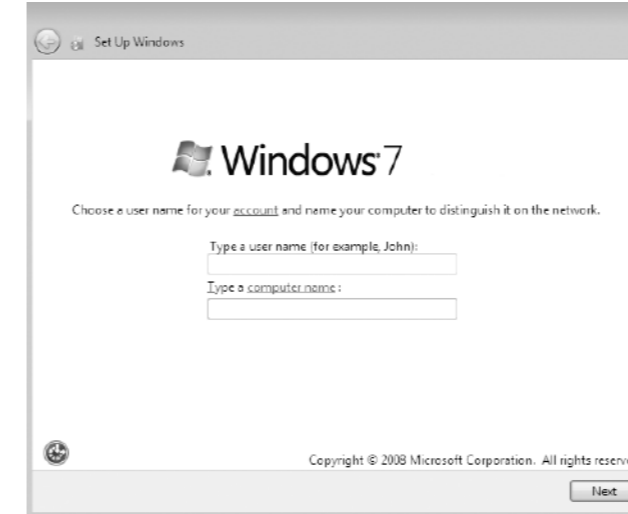 Set Up Windows
Windows 7
Choose a user name for your account and name your computer to distinguish it on the network.
Type a user name (for example, John):
Type a computer name :
Copyright © 2008 Microsoft Corporation. All rights reserve
Next